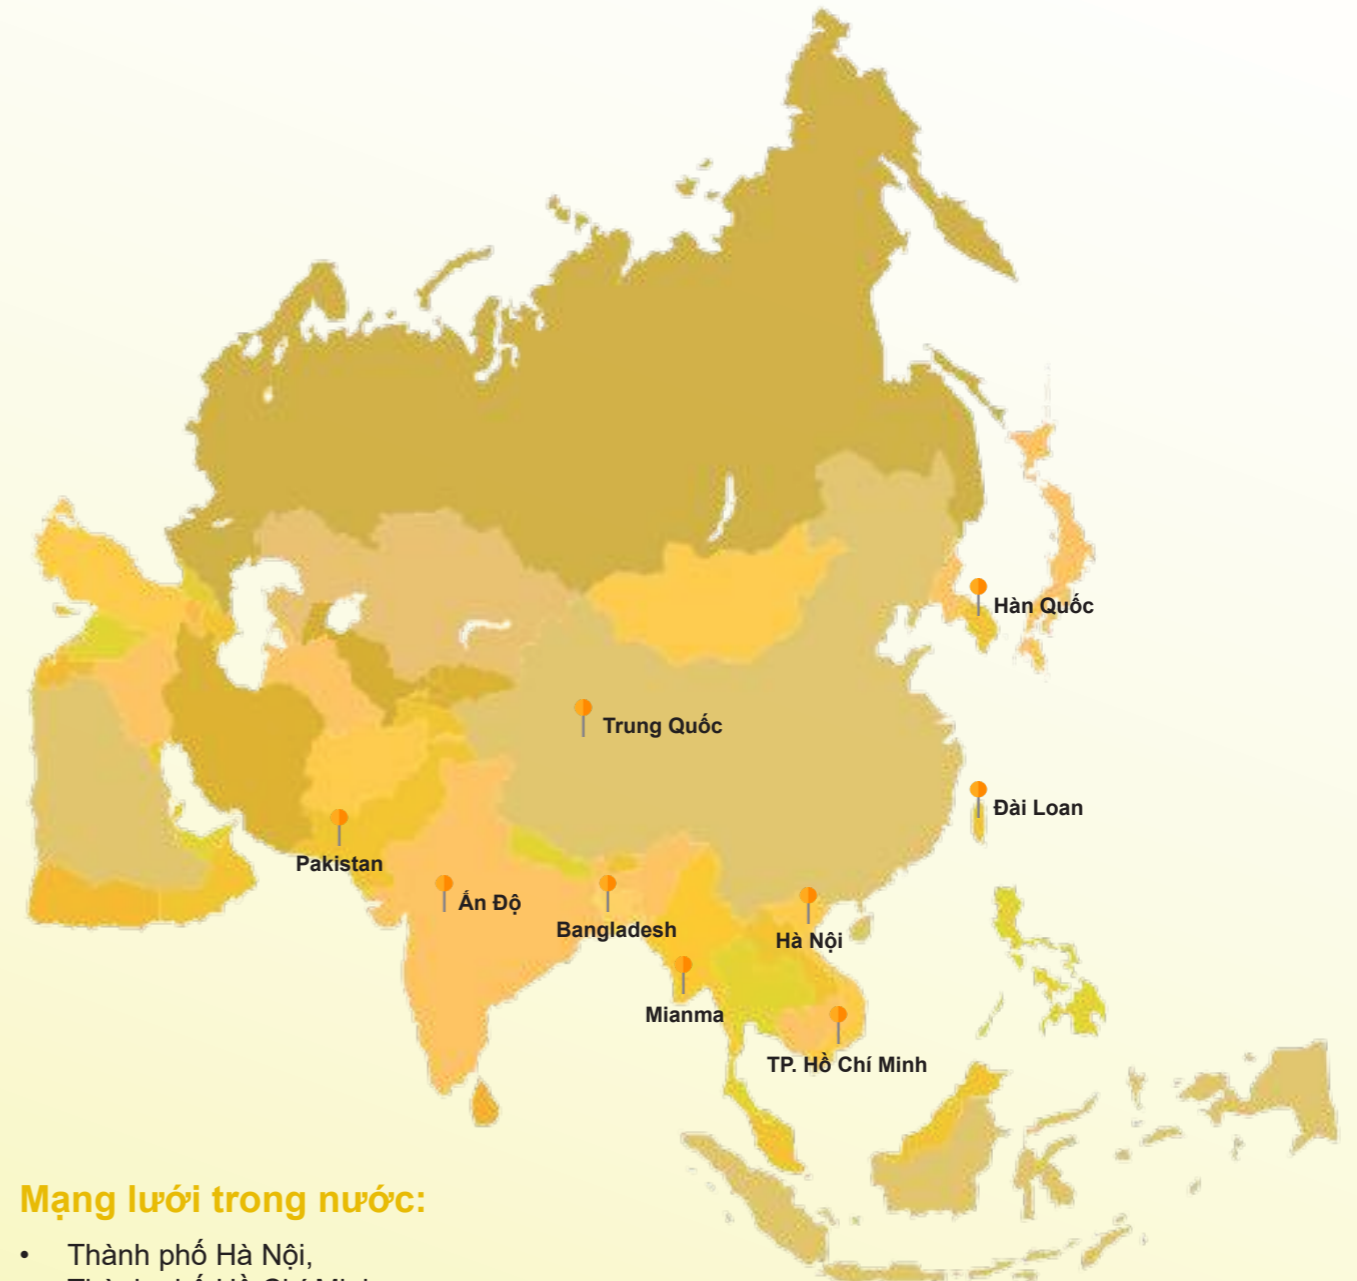 Hàn Quốc
Trung Quốc
Đài Loan
Pakistan
Ấn Độ
Bangladesh
Hà Nội
Mianma
TP. Hồ Chí Minh
Mạng lưới trong nước:
• Thành phố Hà Nội,